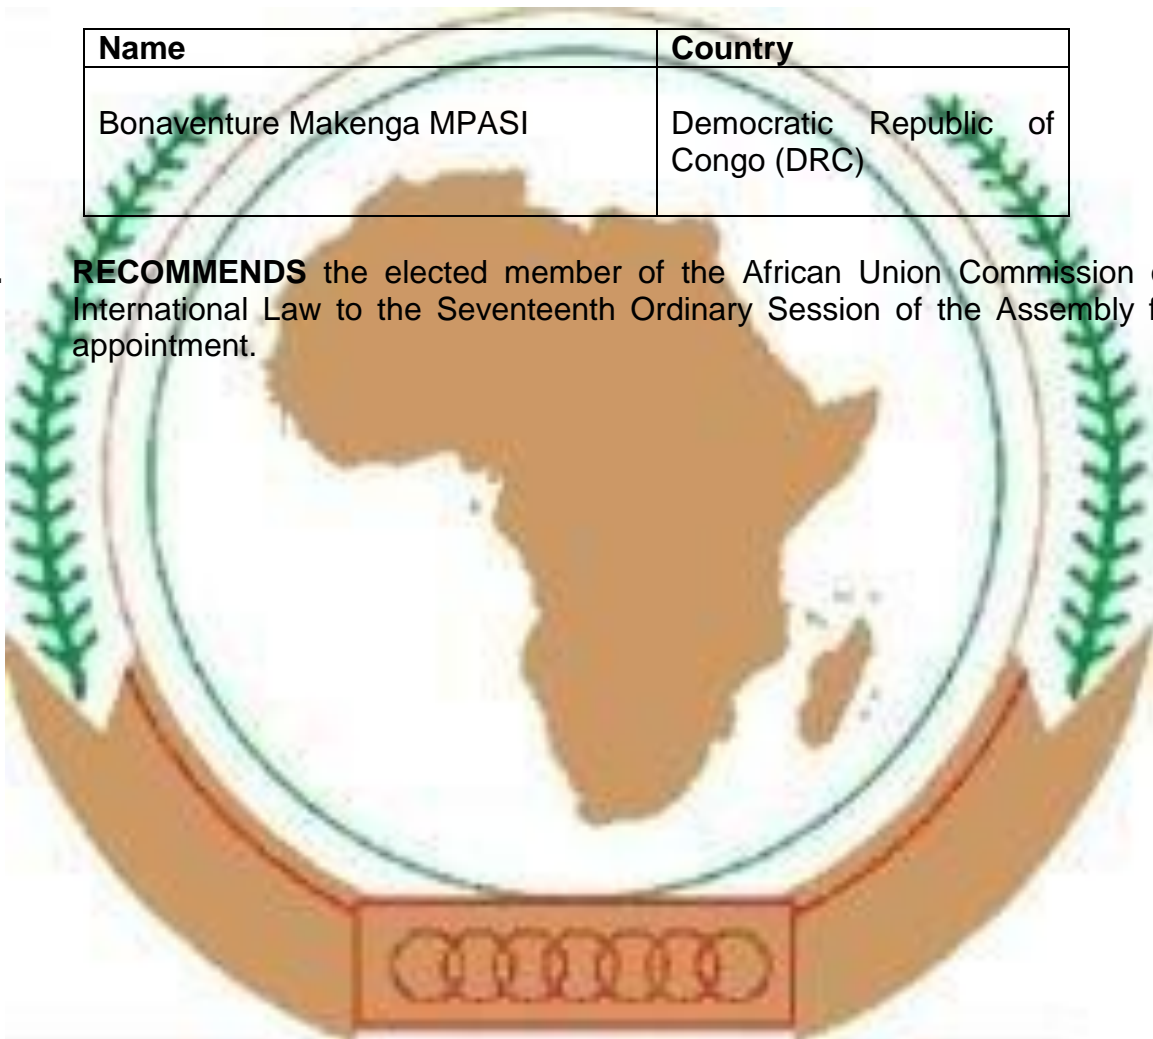 Name Country
Bonaventure Makenga MPASI Democratic Republic of
Congo (DRC)
. RECOMMENDS the elected member of the African Union Commission
International Law to the Seventeenth Ordinary Session of the Assembly
appointment.